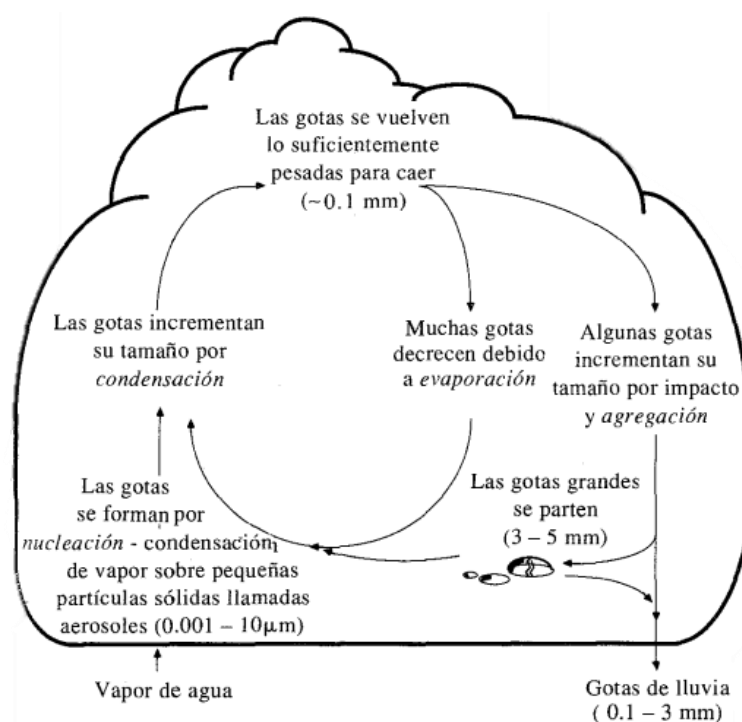 Las gotas se vuelven
lo suficientemente
pesadas para caer
(~0.1 mm)
Las gotas incrementan
su tamaño por
condensación
Muchas gotas
decrecen debido
a evaporación
Algunas gotas
incrementan su
tamaño por impacto
y agregación
Las gotas
se forman por
nucleación - condensación
de vapor sobre pequeñas
partículas sólidas llamadas
aerosoles (0.001 – 10μm)
Las gotas grandes
se parten
(3 – 5 mm)
Vapor de agua
Gotas de lluvia
( 0.1 – 3 mm)